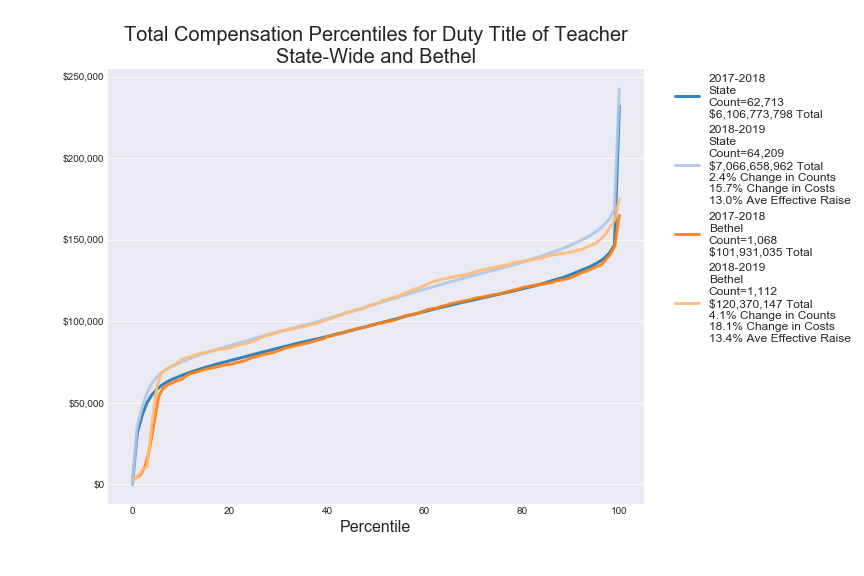 Total Compensation Percentiles for Duty Title of Teacher
State-Wide and Bethel
$250,000
$200,000
$150,000
$100,000
$50,000
$0
0
20
40
60
80
100
Percentile
2017-2018
State
Count=62,713
$6,106,773,798 Total
2018-2019
State
Count=64,209
$7,066,658,962 Total
2.4% Change in Counts
15.7% Change in Costs
13.0% Ave Effective Raise
2017-2018
Bethel
Count=1,068
$101,931,035 Total
2018-2019
Bethel
Count=1,112
$120,370,147 Total
4.1% Change in Counts
18.1% Change in Costs
13.4% Ave Effective Raise